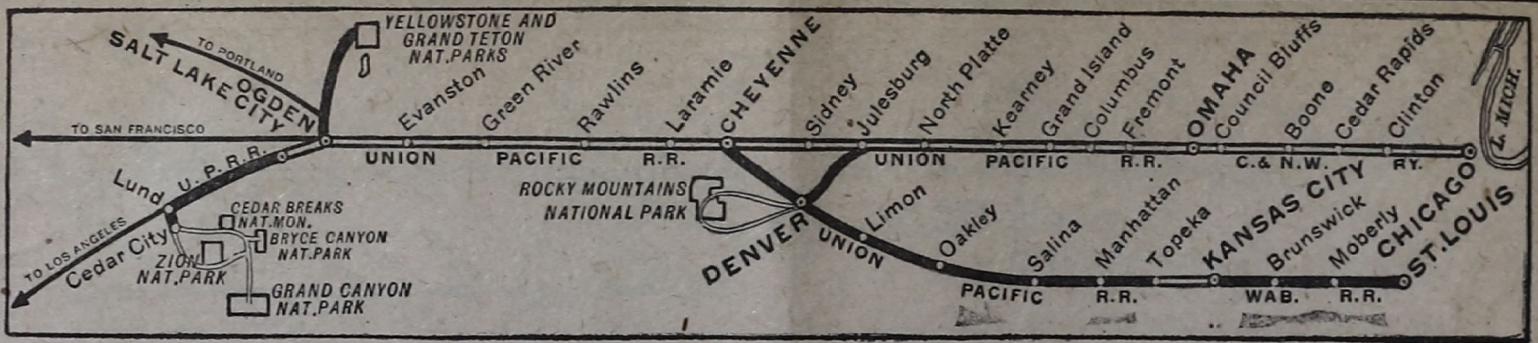 YELLOWSTONE AND
GRAND TETON
NAT. PARKS
TO PORTLAND
SALT LAKE
CITY
OGDEN
TO SAN FRANCISCO
Evanston
Green River
Rawlins
Laramie
CHEYENNE
Sidney
Julesburg
North Platte
Kearney
Grand Island
Columbus
Fremont
OMAHA
Council Bluffs
Boone
Cedar Rapids
Clinton
L. MICH.
UNION PACIFIC R.R. UNION PACIFIC R.R. C. & N.W. RY.
CHICAGO
U. P. R.R.
Lund
TO LOS ANGELES
Cedar City
CEDAR BREAKS
NAT. MON.
BRYCE CANYON
NAT. PARK
ZION
NAT. PARK
GRAND CANYON
NAT. PARK
ROCKY MOUNTAINS
NATIONAL PARK
DENVER
Limon
Oakley
Salina
Manhattan
Topeka
KANSAS CITY
Brunswick
Moberly
ST. LOUIS
UNION PACIFIC R.R. WAB. R.R.